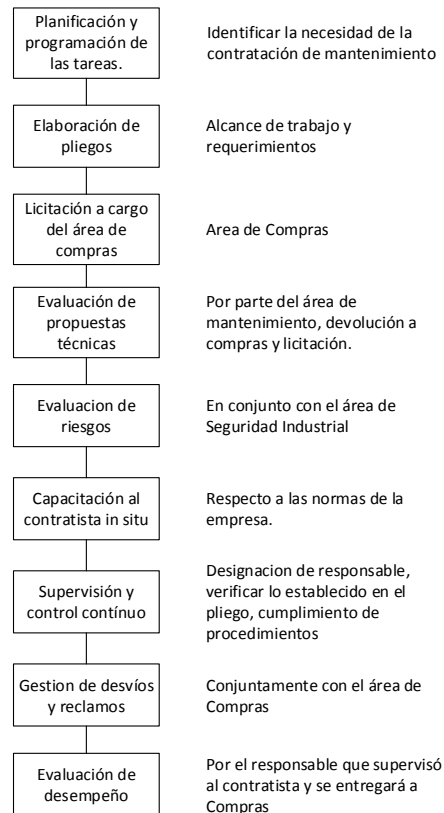 Planificación y
programación de
las tareas.
Identificar la necesidad de la
contratación de mantenimiento
Elaboración de
pliegos
Alcance de trabajo y
requerimientos
Licitación a cargo
del área de
compras
Area de Compras
Evaluación de
propuestas
técnicas
Por parte del área de
mantenimiento, devolución a
compras y licitación.
Evaluacion de
riesgos
En conjunto con el área de
Seguridad Industrial
Capacitación al
contratista in situ
Respecto a las normas de la
empresa.
Supervisión y
control contínuo
Designacion de responsable,
verificar lo establecido en el
pliego, cumplimiento de
procedimientos
Gestion de desvíos
y reclamos
Conjuntamente con el área de
Compras
Evaluación de
desempeño
Por el responsable que supervisó
al contratista y se entregará a
Compras